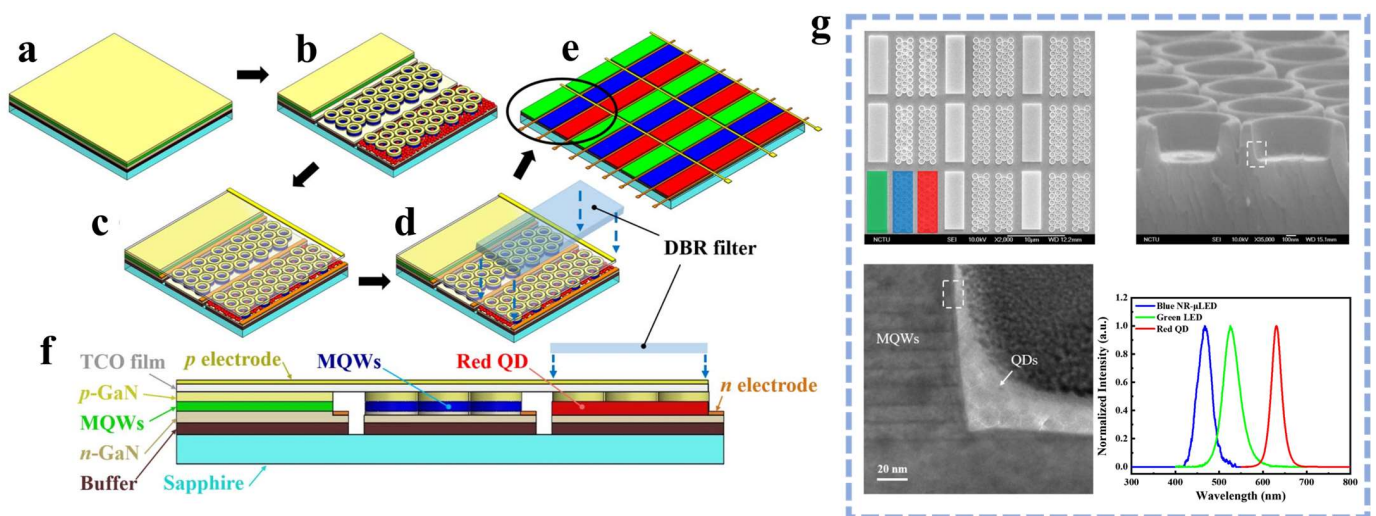 a
b
e
c
d
DBR filter
f
TCO film
p electrode
MQWs
Red QD
n electrode
p-GaN
MQWs
n-GaN
Buffer
Sapphire
g
NCTU SEI 10.0kV X2,000 10μm WD 12.2mm
NCTU SEI 10.0kV X35,000 100nm WD 15.1mm
MQWs
QDs
20 nm
Blue NR-μLED
Green LED
Red QD
Normalized Intensity (a.u.)
1.2
1.0
0.8
0.6
0.4
0.2
0.0
300 400 500 600 700 800
Wavelength (nm)